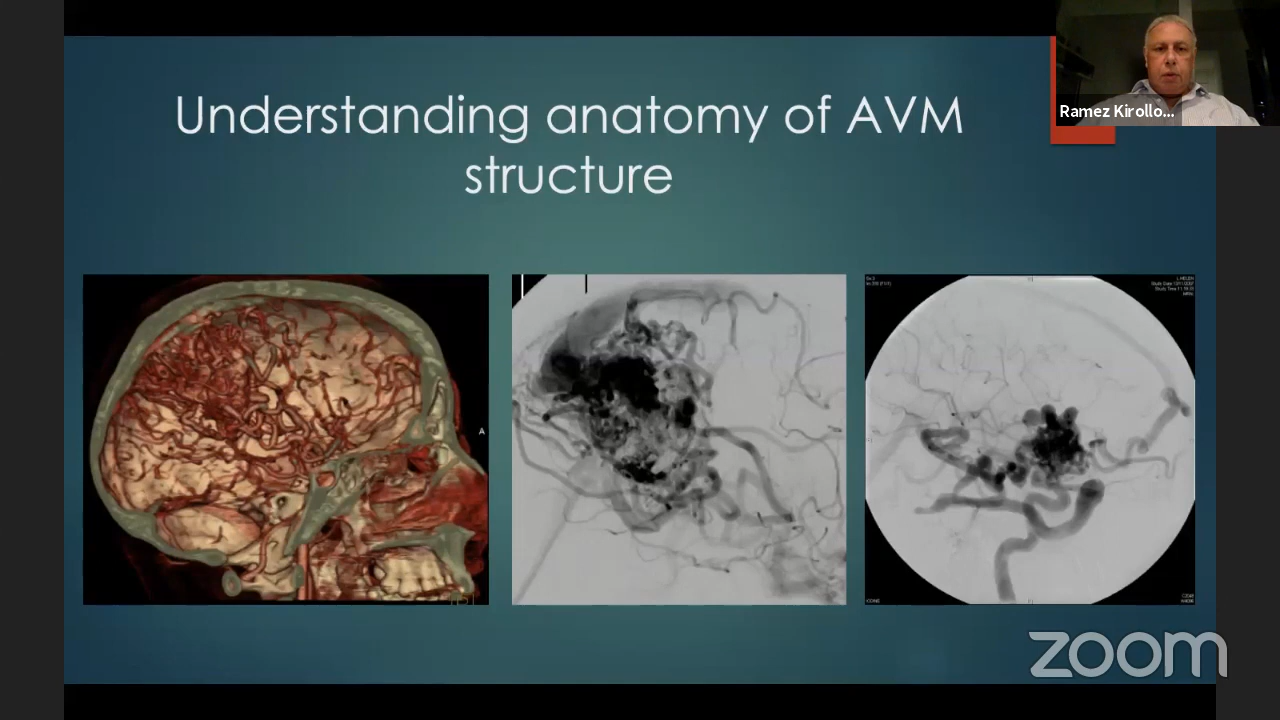 Understanding anatomy of AVM
structure
Ramez Kirollo...
A
zoom